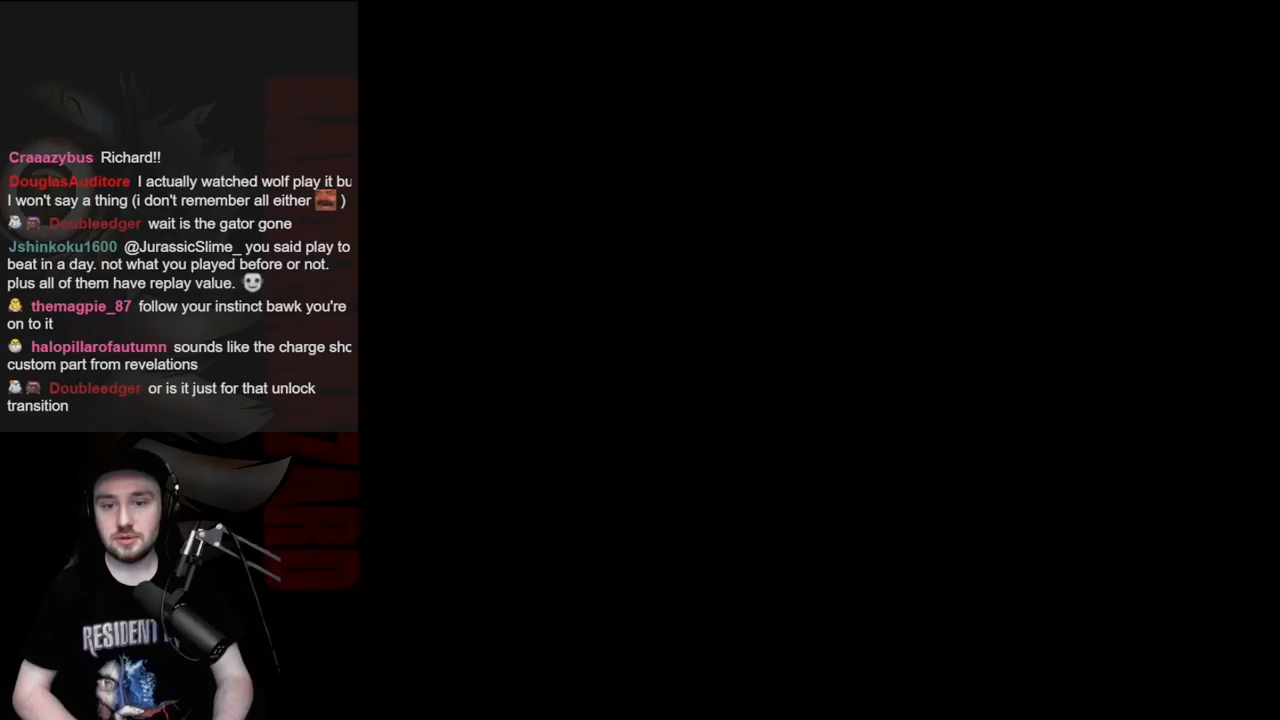 Craaazybus Richard!!
DouglasAuditore I actually watched wolf play it bu
I won't say a thing (i don't remember all either )
Doubleedger wait is the gator gone
Jshinkoku1600 @JurassicSlime_ you said play to
beat in a day. not what you played before or not.
plus all of them have replay value.
themagpie_87 follow your instinct bawk you're
on to it
halopillarofautumn sounds like the charge sho
custom part from revelations
Doubleedger or is it just for that unlock
transition
RESIDENT